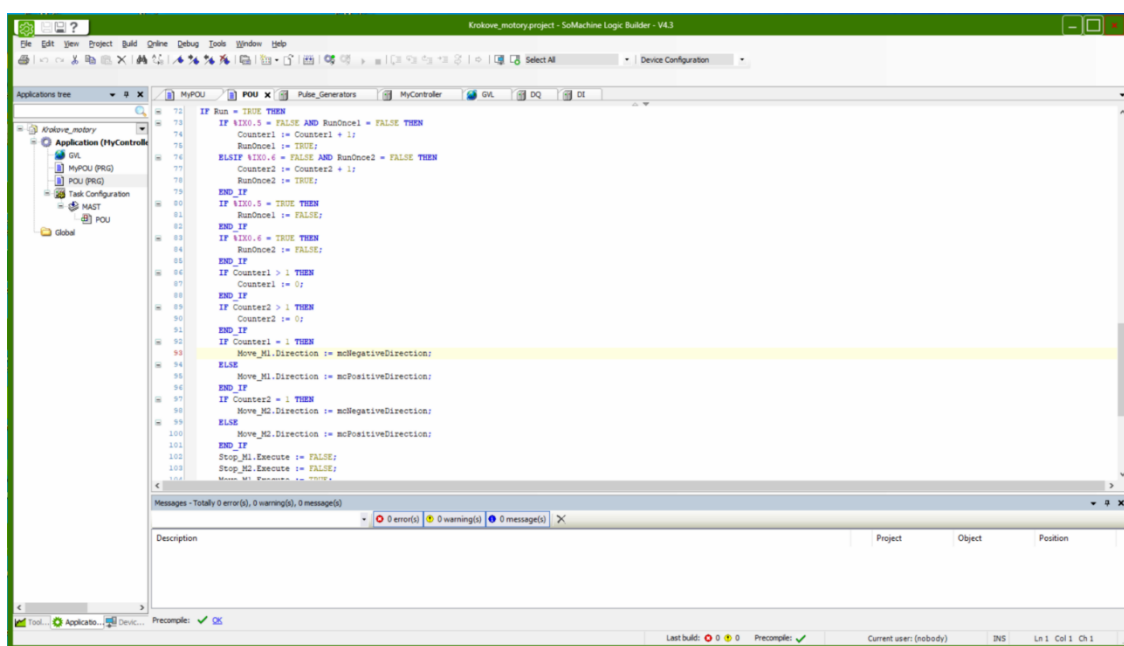 Krokove_motory.project - SoMachine Logic Builder - V4.3
File Edit View Project Build Online Debug Tools Window Help
Select All Device Configuration
Applications tree
MyPOU POU Pulse_Generators MyController GVL DQ DI
Krokove_motory
Application (MyControlle
GVL
MyPOU (PRG)
POU (PRG)
Task Configuration
MAST
POU
Global
72 IF Run = TRUE THEN
73 IF %IX0.5 = FALSE AND RunOnce1 = FALSE THEN
74 Counter1 := Counter1 + 1;
75 RunOnce1 := TRUE;
76 ELSIF %IX0.6 = FALSE AND RunOnce2 = FALSE THEN
77 Counter2 := Counter2 + 1;
78 RunOnce2 := TRUE;
79 END_IF
80 IF %IX0.5 = TRUE THEN
81 RunOnce1 := FALSE;
82 END_IF
83 IF %IX0.6 = TRUE THEN
84 RunOnce2 := FALSE;
85 END_IF
86 IF Counter1 > 1 THEN
87 Counter1 := 0;
88 END_IF
89 IF Counter2 > 1 THEN
90 Counter2 := 0;
91 END_IF
92 IF Counter1 = 1 THEN
93 Move_M1.Direction := mcNegativeDirection;
94 ELSE
95 Move_M1.Direction := mcPositiveDirection;
96 END_IF
97 IF Counter2 = 1 THEN
98 Move_M2.Direction := mcNegativeDirection;
99 ELSE
100 Move_M2.Direction := mcPositiveDirection;
101 END_IF
102 Stop_M1.Execute := FALSE;
103 Stop_M2.Execute := FALSE;
Messages - Totally 0 error(s), 0 warning(s), 0 message(s)
0 error(s) 0 warning(s) 0 message(s)
Description Project Object Position
Tool... Applicatio... Devic...
Precompile: OK
Last build: 0 0 Precompile: Current user: (nobody) INS Ln 1 Col 1 Ch 1